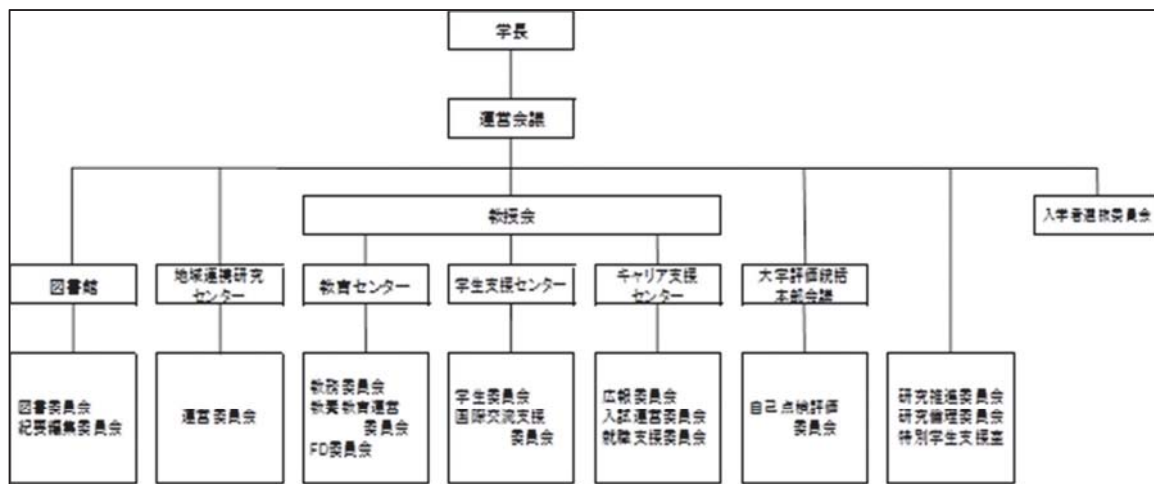 学長
運営会議
教授会
入学者選抜委員会
図書館
地域連携研究
センター
教育センター
学生支援センター
キャリア支援
センター
大学評価統括
本部会議
図書委員会
紀要編集委員会
運営委員会
教務委員会
教養教育運営
委員会
FD委員会
学生委員会
国際交流支援
委員会
広報委員会
入試運営委員会
就職支援委員会
自己点検評価
委員会
研究推進委員会
研究倫理委員会
特別学生支援室